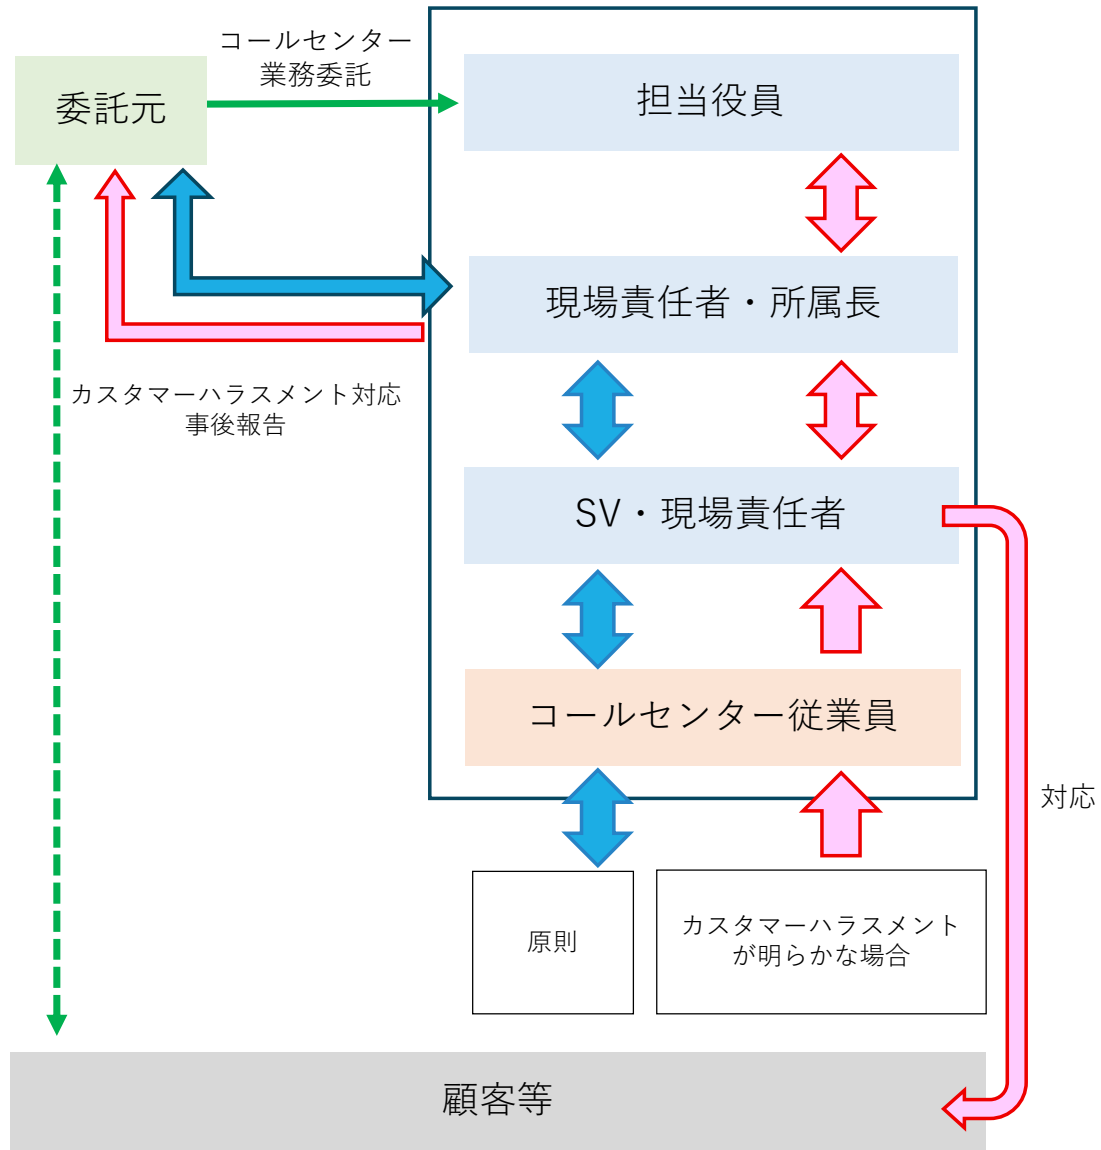 コールセンター
業務委託
委託元
担当役員
現場責任者・所属長
カスタマーハラスメント対応
事後報告
SV・現場責任者
コールセンター従業員
対応
原則
カスタマーハラスメント
が明らかな場合
顧客等